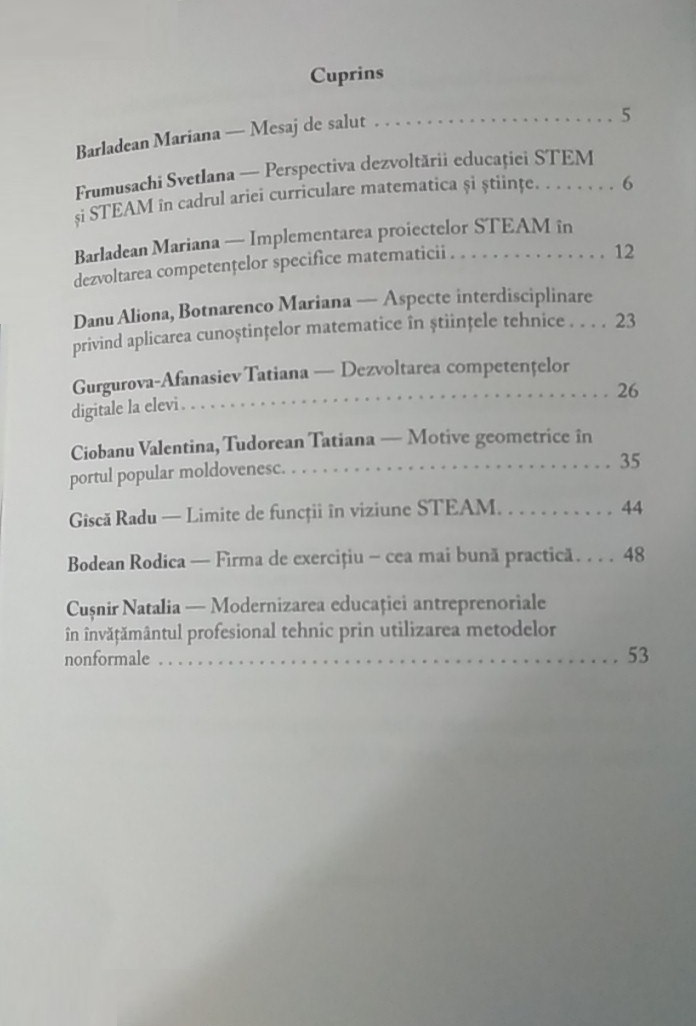 Cuprins
Barladean Mariana — Mesaj de salut . . . . . . . . . . . . . . . . . . . . . . . . 5
Frumusachi Svetlana — Perspectiva dezvoltării educației STEM
și STEAM în cadrul ariei curriculare matematica și științe. . . . . . . . 6
Barladean Mariana — Implementarea proiectelor STEAM în
dezvoltarea competențelor specifice matematicii . . . . . . . . . . . . . . . 12
Danu Aliona, Botnarenco Mariana — Aspecte interdisciplinare
privind aplicarea cunoștințelor matematice în științele tehnice . . . . 23
Gurgurova-Afanasiev Tatiana — Dezvoltarea competențelor
digitale la elevi. . . . . . . . . . . . . . . . . . . . . . . . . . . . . . . . . . . . . . . . . 26
Ciobanu Valentina, Tudorean Tatiana — Motive geometrice în
portul popular moldovenesc. . . . . . . . . . . . . . . . . . . . . . . . . . . . . . . 35
Gîscă Radu — Limite de funcții în viziune STEAM. . . . . . . . . . . 44
Bodean Rodica — Firma de exercițiu – cea mai bună practică. . . . 48
Cușnir Natalia — Modernizarea educației antreprenoriale
în învățământul profesional tehnic prin utilizarea metodelor
nonformale . . . . . . . . . . . . . . . . . . . . . . . . . . . . . . . . . . . . . . . . . . . 53